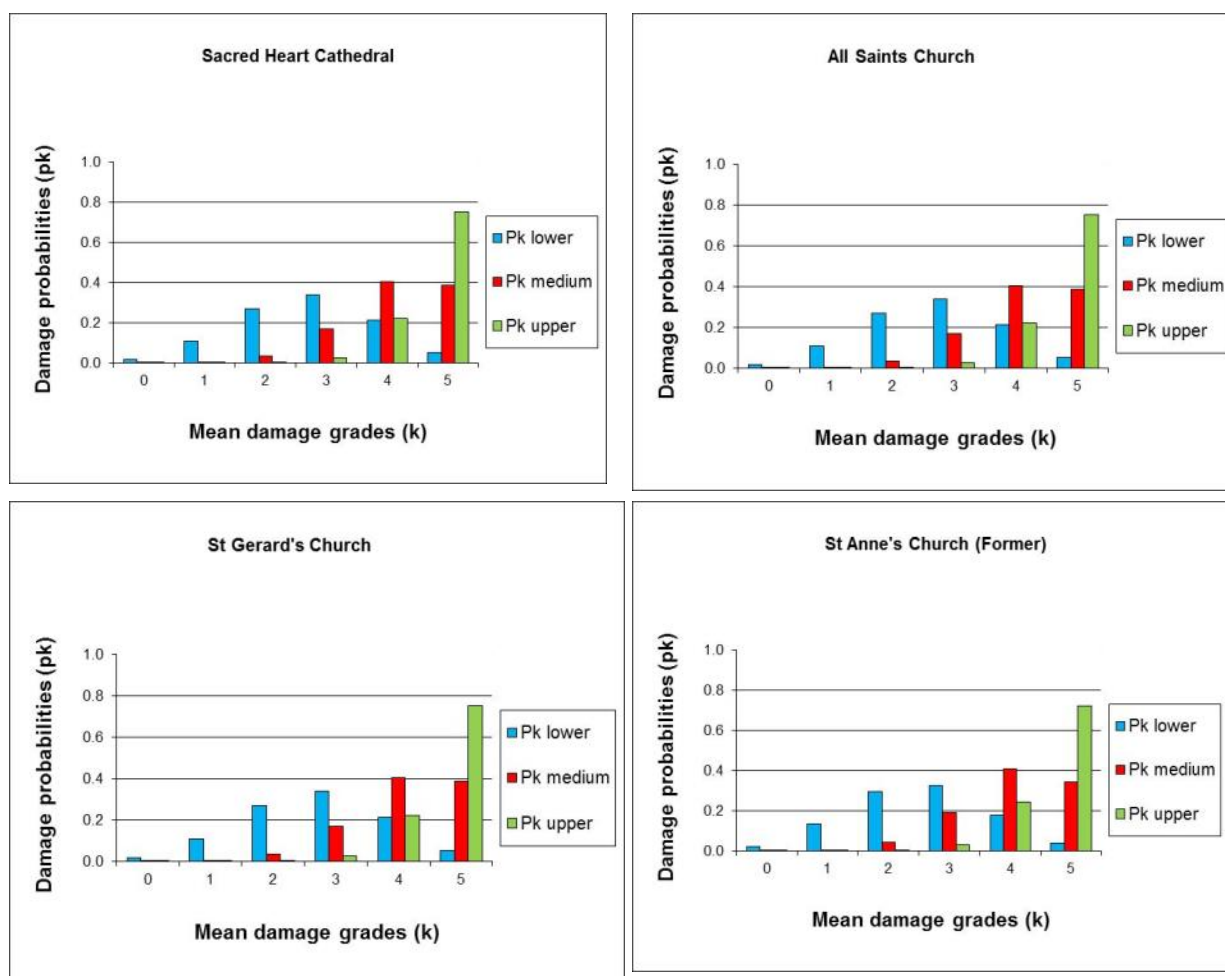 Sacred Heart Cathedral
Damage probabilities (pk)
1.0
0.8
0.6
0.4
0.2
0.0
0 1 2 3 4 5
Mean damage grades (k)
Pk lower
Pk medium
Pk upper
All Saints Church
Damage probabilities (pk)
1.0
0.8
0.6
0.4
0.2
0.0
0 1 2 3 4 5
Mean damage grades (k)
Pk lower
Pk medium
Pk upper
St Gerard's Church
Damage probabilities (pk)
1.0
0.8
0.6
0.4
0.2
0.0
0 1 2 3 4 5
Mean damage grades (k)
Pk lower
Pk medium
Pk upper
St Anne's Church (Former)
Damage probabilities (pk)
1.0
0.8
0.6
0.4
0.2
0.0
0 1 2 3 4 5
Mean damage grades (k)
Pk lower
Pk medium
Pk upper